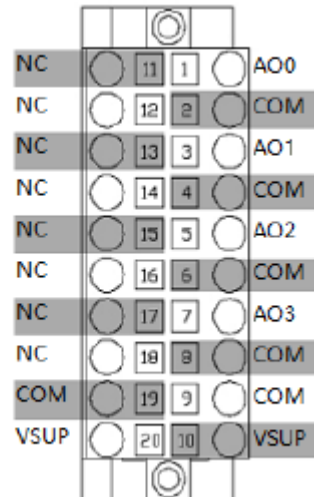 NC 11 1 AO0
NC 12 2 COM
NC 13 3 AO1
NC 14 4 COM
NC 15 5 AO2
NC 16 6 COM
NC 17 7 AO3
NC 18 8 COM
COM 19 9 COM
VSUP 20 10 VSUP